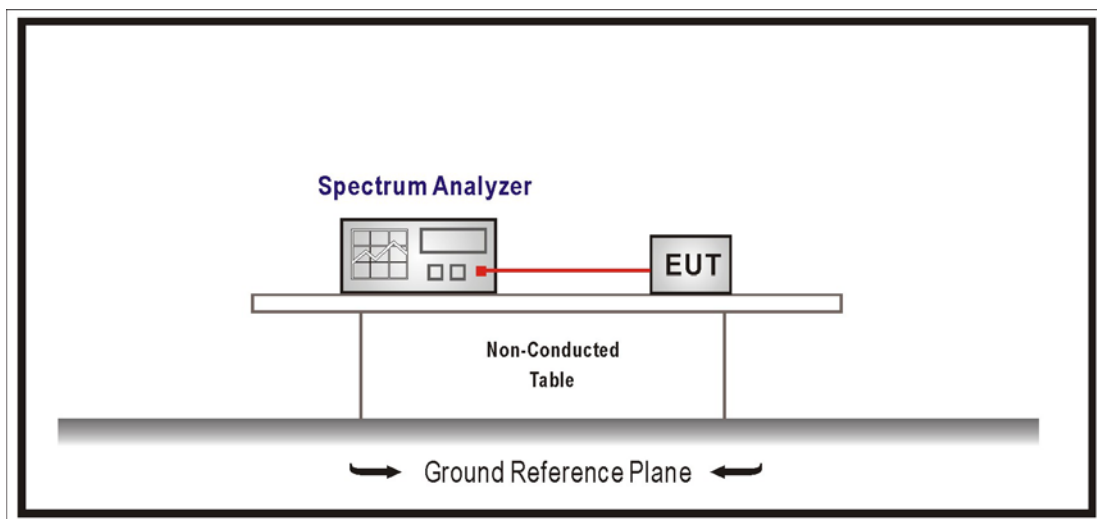 Spectrum Analyzer
EUT
Non-Conducted
Table
Ground Reference Plane